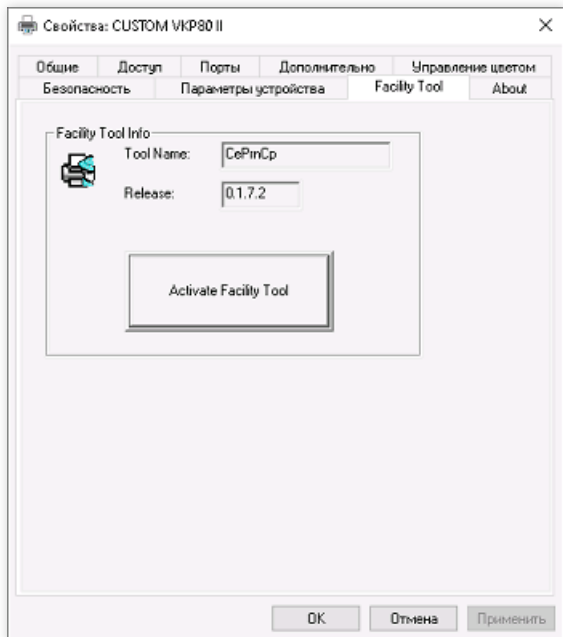 Свойства: CUSTOM VKP80 II
Общие Доступ Порты Дополнительно Управление цветом
Безопасность Параметры устройства Facility Tool About
Facility Tool Info
Tool Name: CePrnCp
Release: 0.1.7.2
Activate Facility Tool
OK Отмена Применить